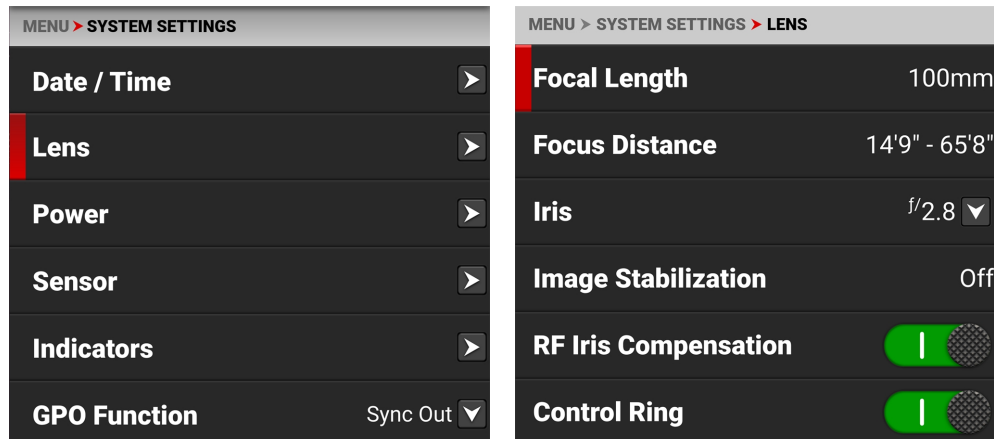 MENU > SYSTEM SETTINGS
Date / Time
Lens
Power
Sensor
Indicators
GPO Function Sync Out
MENU > SYSTEM SETTINGS > LENS
Focal Length 100mm
Focus Distance 14'9" - 65'8"
Iris ƒ/2.8
Image Stabilization Off
RF Iris Compensation
Control Ring